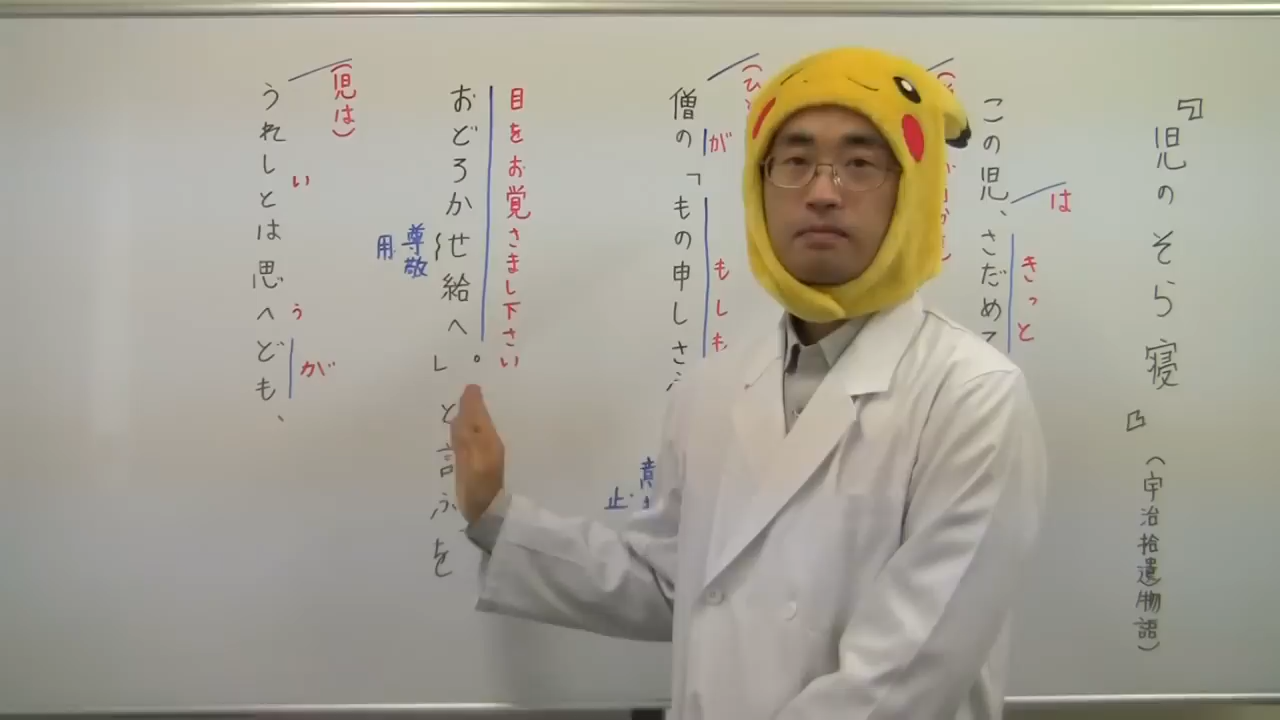 『児のそら寝』（宇治拾遺物語）
は
この児、さだめて
きっと
が
もしも
僧の「もの申しさ
止
目をお覚さまし下さい
おどろかせ給へ。」と言ふを
尊敬
用
（児は）
い
う
が
うれしとは思へども、